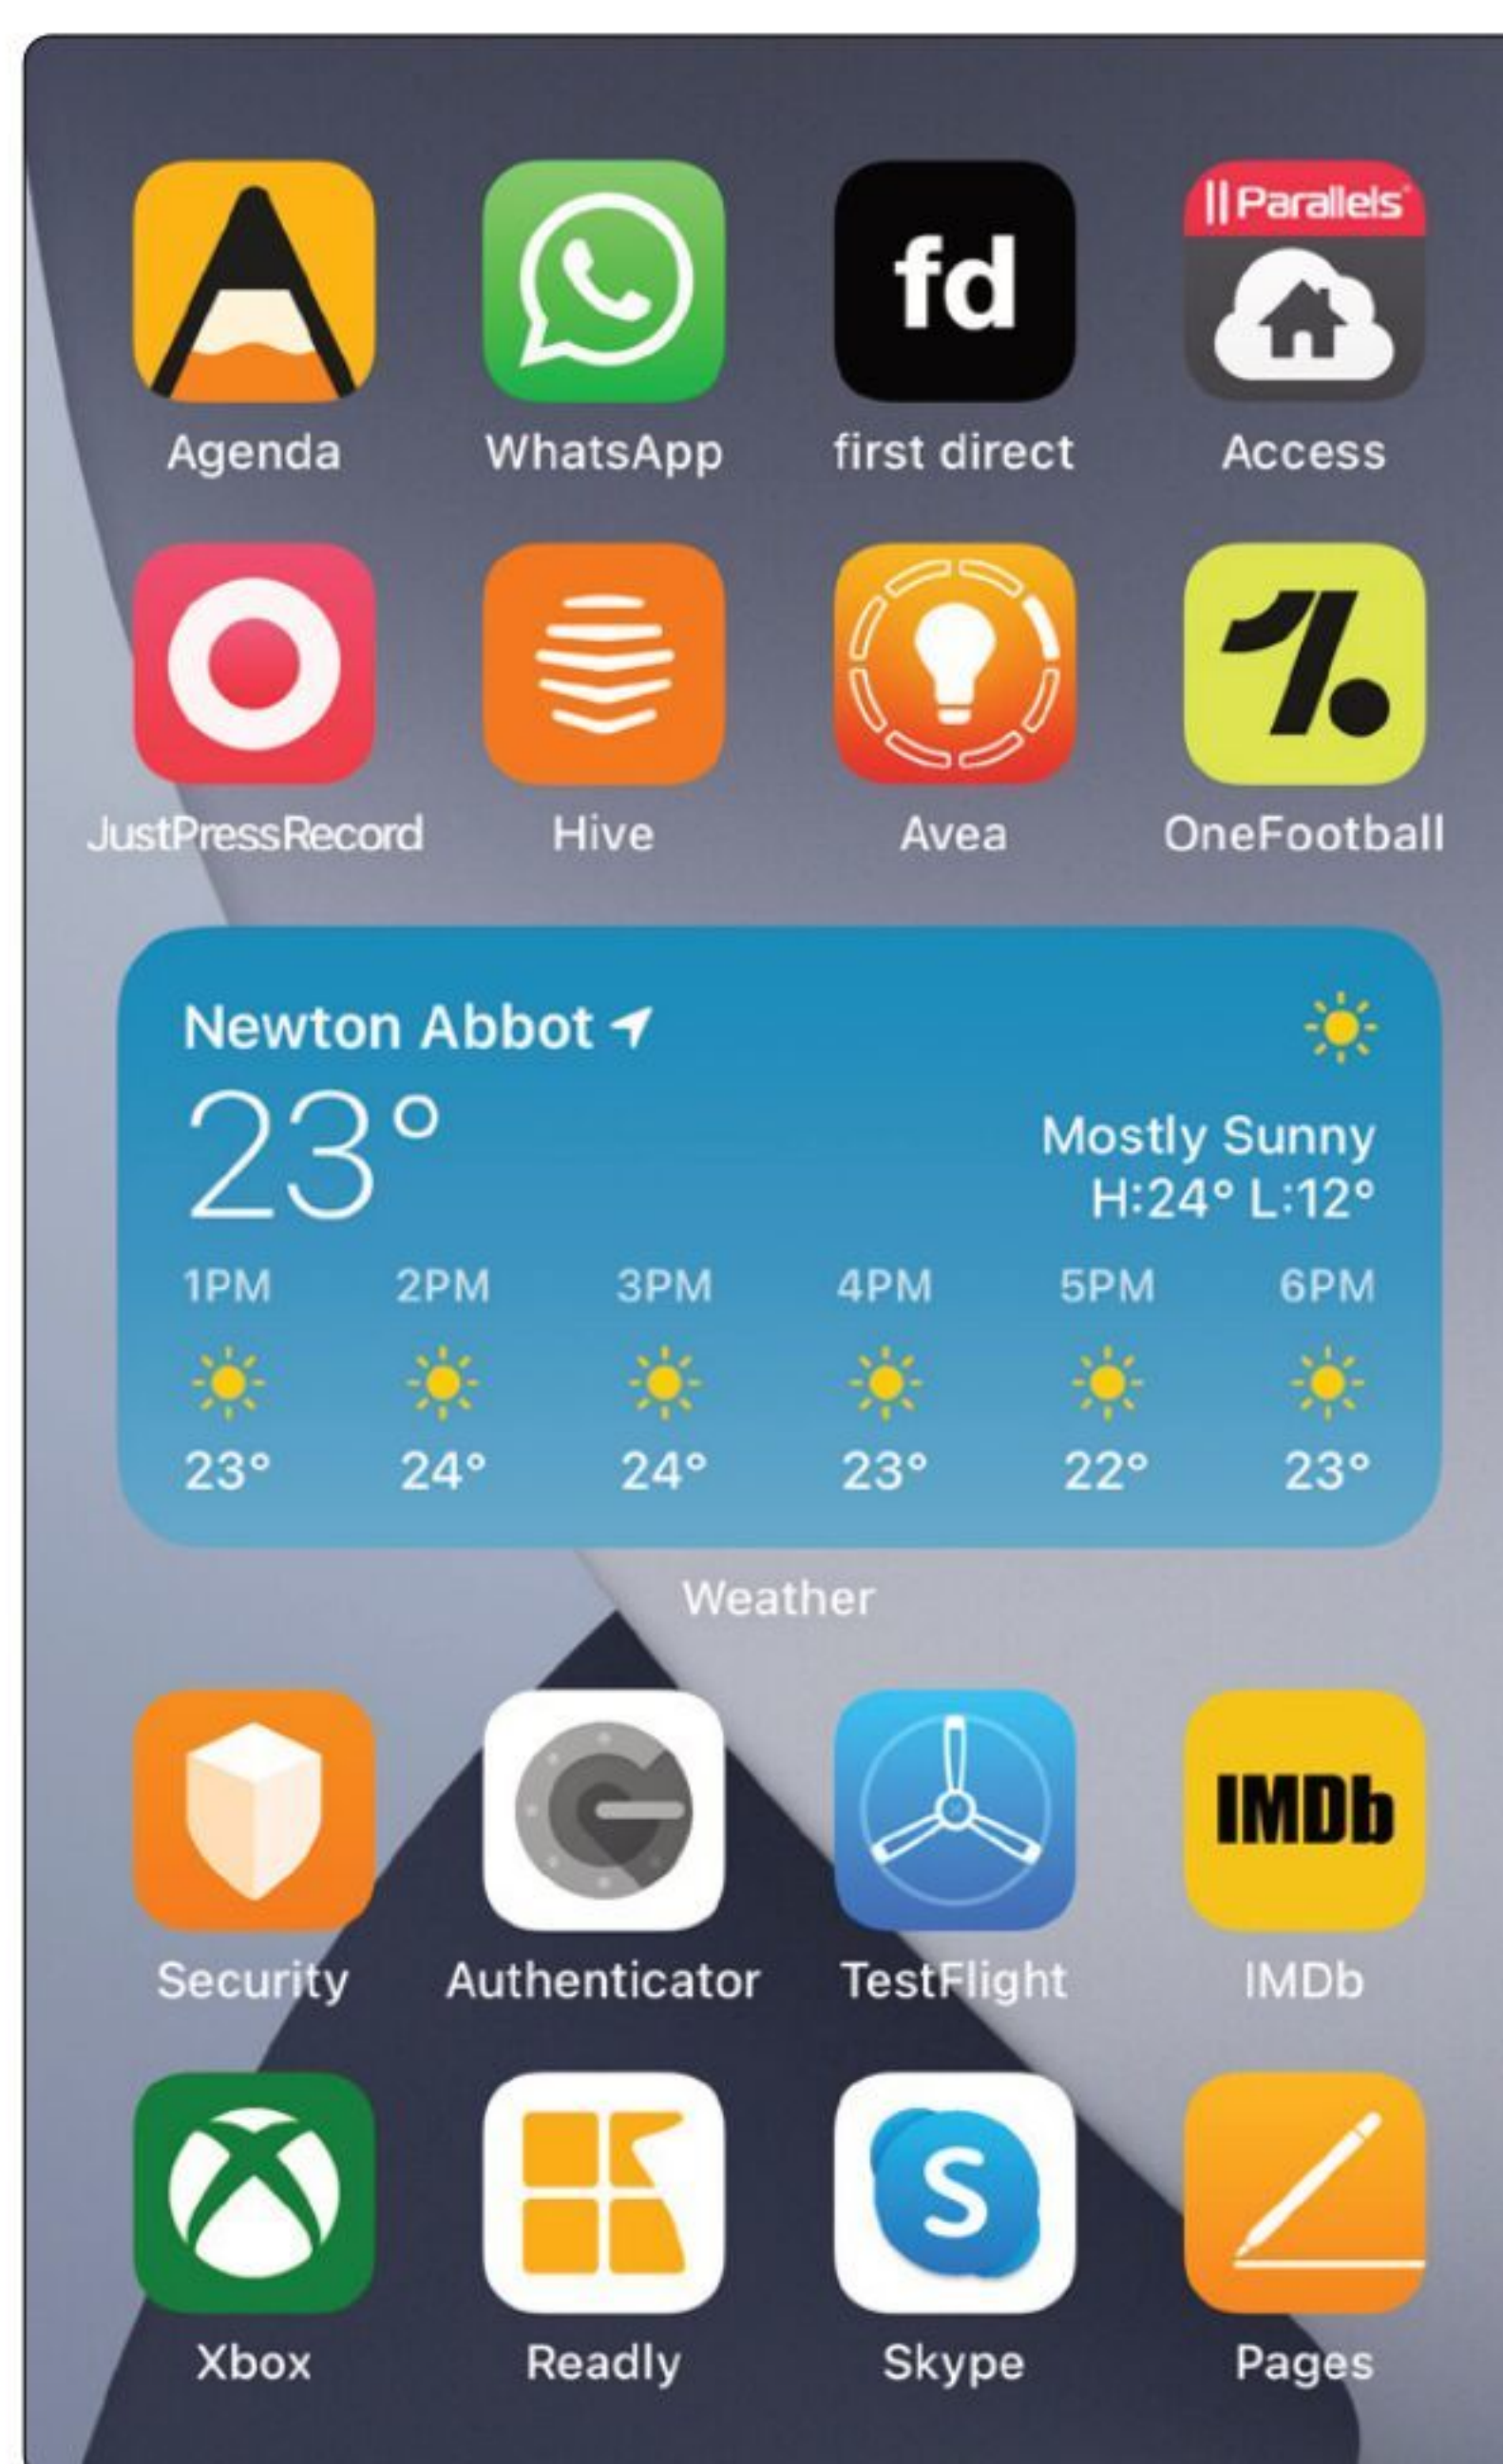 || Parallels®
fd
Agenda WhatsApp first direct Access
1.
JustPressRecord Hive Avea OneFootball
Newton Abbot
23°
Mostly Sunny
H:24° L:12°
1PM 2PM 3PM 4PM 5PM 6PM
23° 24° 24° 23° 22° 23°
Weather
IMDb
Security Authenticator TestFlight IMDb
S
Xbox Readly Skype Pages